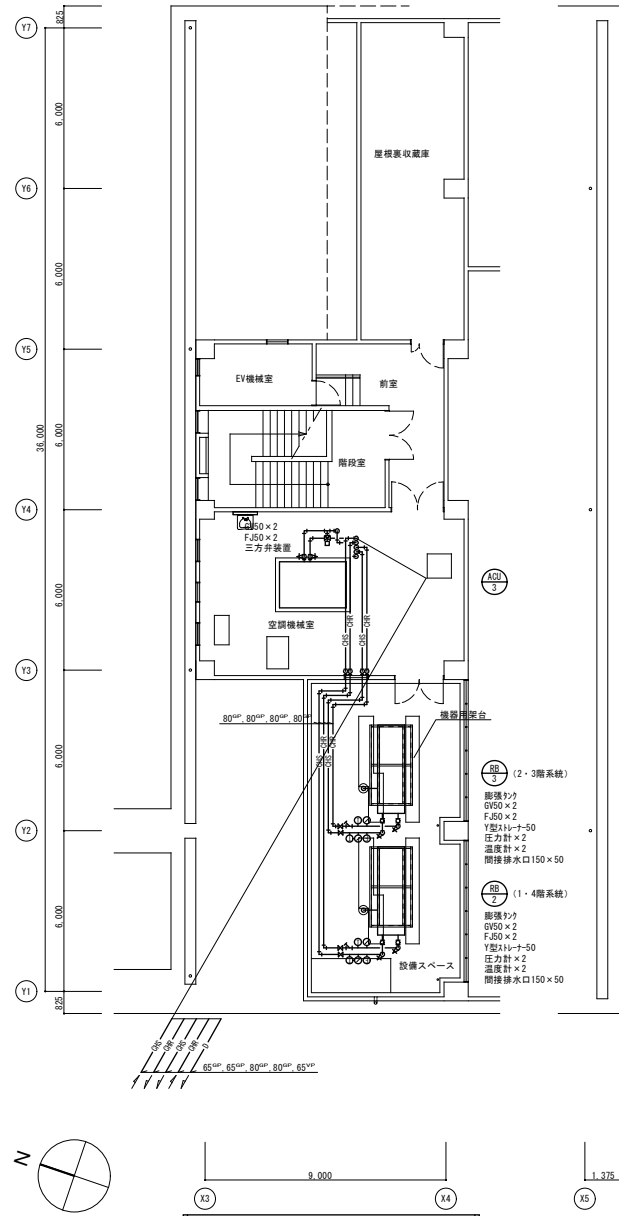 Y7
825
6.000
屋根裏収蔵庫
Y6
6.000
Y5
EV機械室
前室
36.000
6.000
階段室
Y4
GV50×2
FJ50×2
三方弁装置
ACU
3
6.000
空調機械室
CHS
CHR
CHS
CHR
Y3
80GP, 80GP, 80GP, 80GP
機器用架台
CHS
CHR
CHS
CHR
6.000
RB
3
(2・3階系統)
膨張タンク
GV50×2
FJ50×2
Y型ストレーナー50
圧力計×2
温度計×2
間接排水口150×50
Y2
RB
2
(1・4階系統)
膨張タンク
GV50×2
FJ50×2
Y型ストレーナー50
圧力計×2
温度計×2
間接排水口150×50
6.000
設備スペース
Y1
825
CHS
CHR
CHS
CHR
D
65GP, 65GP, 80GP, 80GP, 65VP
N
9.000
1.375
X3
X4
X5